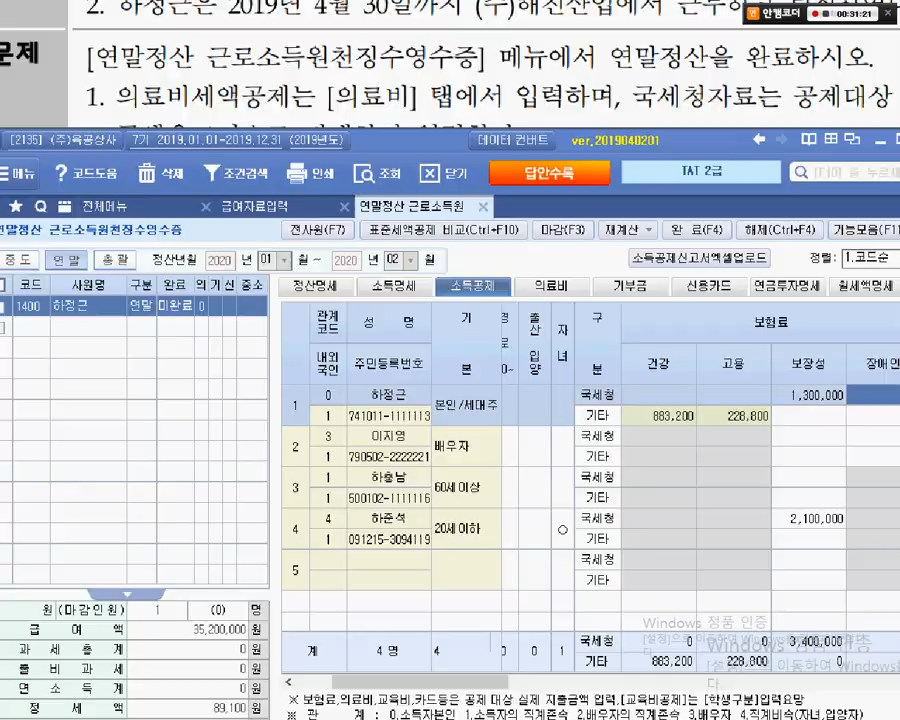 2. 하정근은 2019년 4월 30일까지 (주)해진산업에서 근무하
안캠코더 00:31:21
문제
[연말정산 근로소득원천징수영수증] 메뉴에서 연말정산을 완료하시오.
1. 의료비세액공제는 [의료비] 탭에서 입력하며, 국세청자료는 공제대상
[2135] (주)육공상사 7기 2019.01.01~2019.12.31 (2019년도) 데이터 컨버트 ver.2019040201
메뉴 ? 코드도움 삭제 조건검색 인쇄 조회 닫기 답안수록 TAT 2급
전체메뉴 급여자료입력 연말정산 근로소득원
연말정산 근로소득원천징수영수증 전사원(F7) 표준세액공제 비교(Ctrl+F10) 마감(F3) 재계산 완 료(F4) 해제(Ctrl+F4) 기능모음(F11
중 도 연 말 총 괄 정산년월 2020 년 01 월 ~ 2020 년 02 월 소득공제신고서엑셀업로드 정렬: 1.코드순
코드 사원명 구분 완료 의 기 신 중소 정산명세 소득명세 소득공제 의료비 기부금 신용카드 연금투자명세 월세액명세
1400 하정근 연말 미완료 0
관계 코드 성 명 기 본 출산 입양 자 녀 구 분 보험료
내외 국인 주민등록번호 건강 고용 보장성 장애인
1 0 하정근 본인/세대주 국세청 1,300,000
1 741011-1111113 기타 883,200 228,800
2 3 이지영 배우자 국세청
1 790502-2222221 기타
3 1 하충남 60세이상 국세청
1 500102-1111116 기타
4 4 하준석 20세이하 ○ 국세청 2,100,000
1 091215-3094119 기타
5 국세청
기타
원(마감인원) 1 (0) 명
급 여 액 35,200,000 원
과 세 총 계 0 원
0 원
면 소 득 계 0 원
정 세 액 89,100 원
계 4 명 4 0 0 1 국세청 0 0 3,400,000
기타 883,200 228,800 0
Windows 정품 인증
※ 보험료,의료비,교육비,카드등은 공제 대상 실제 지출금액 입력,[교육비공제]는 [학생구분]입력요망
※ 관 계 : 0.소득자본인 1.소득자의 직계존속 2.배우자의 직계존속 3.배우자 4.직계비속(자녀,입양자)